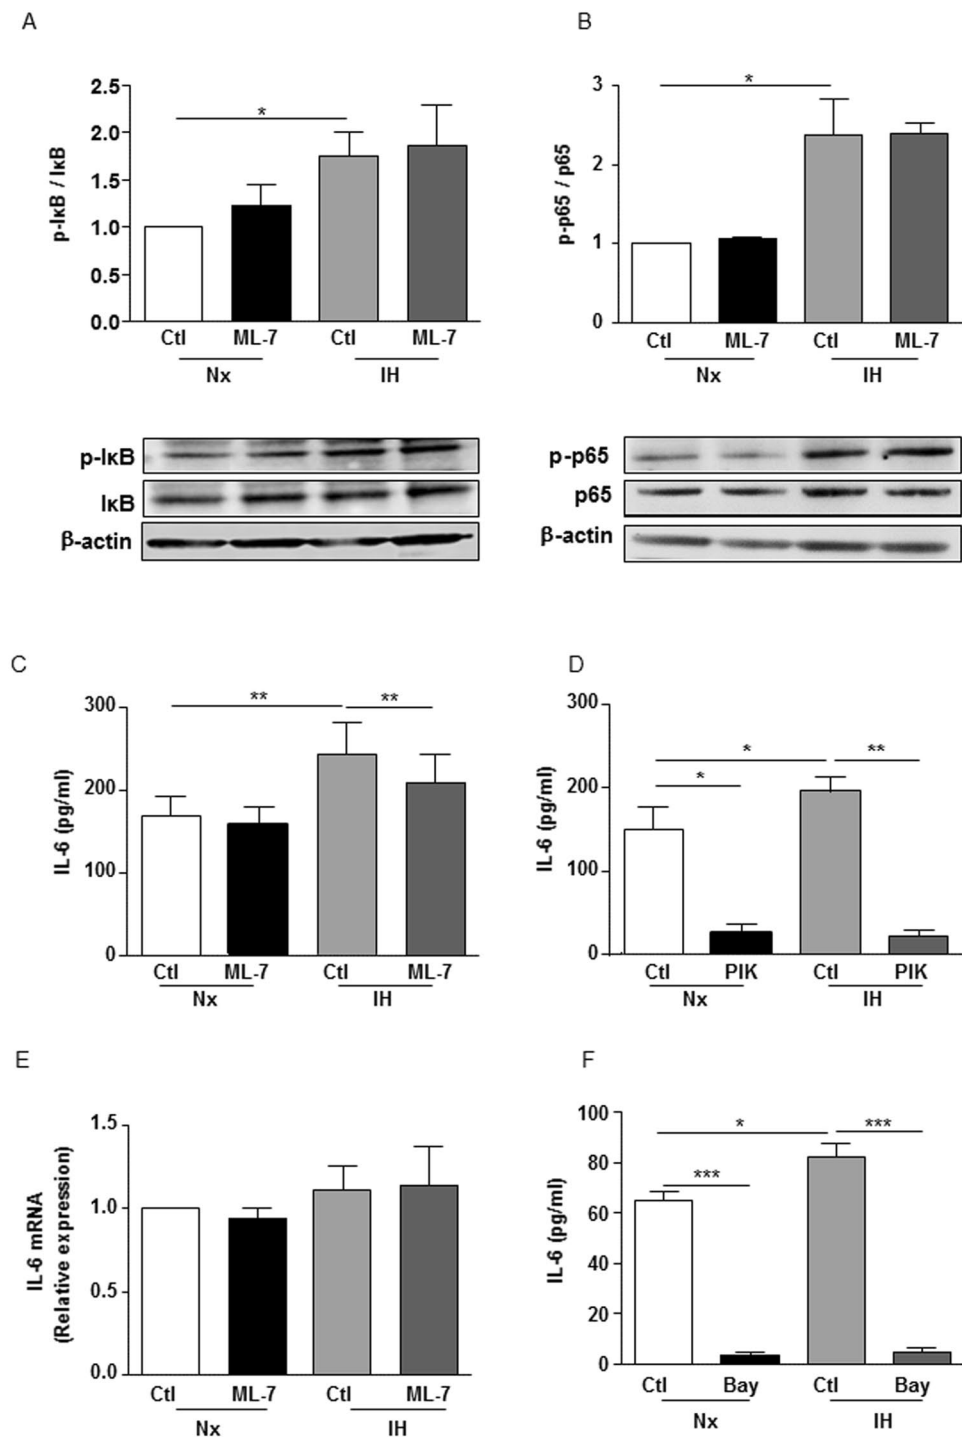 A
p-IκB / IκB
2.5
2.0
1.5
1.0
0.5
0.0
*
Ctl ML-7 Ctl ML-7
Nx IH
p-IκB
IκB
β-actin
B
p-p65 / p65
3
2
1
0
*
Ctl ML-7 Ctl ML-7
Nx IH
p-p65
p65
β-actin
C
IL-6 (pg/ml)
300
200
100
0
** **
Ctl ML-7 Ctl ML-7
Nx IH
D
IL-6 (pg/ml)
300
200
100
0
* **
*
Ctl PIK Ctl PIK
Nx IH
E
IL-6 mRNA
(Relative expression)
1.5
1.0
0.5
0.0
Ctl ML-7 Ctl ML-7
Nx IH
F
IL-6 (pg/ml)
100
80
60
40
20
0
* ***
***
Ctl Bay Ctl Bay
Nx IH